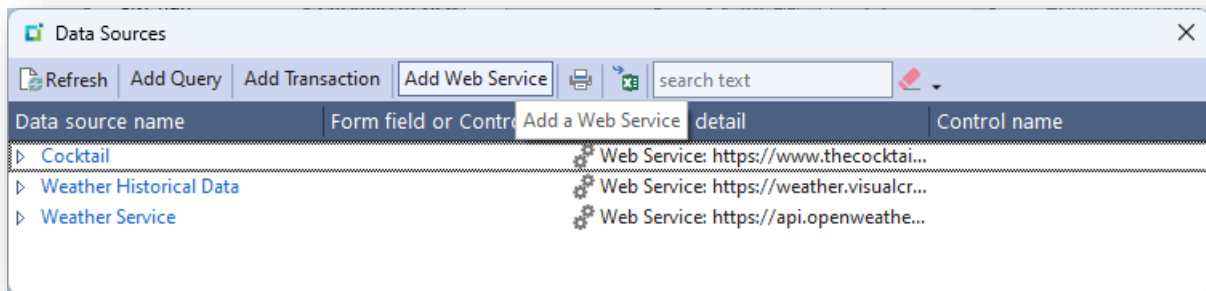 Data Sources
Refresh Add Query Add Transaction Add Web Service search text
Data source name Form field or Contro Add a Web Service detail Control name
Cocktail Web Service: https://www.thecocktai...
Weather Historical Data Web Service: https://weather.visualcr...
Weather Service Web Service: https://api.openweathe...